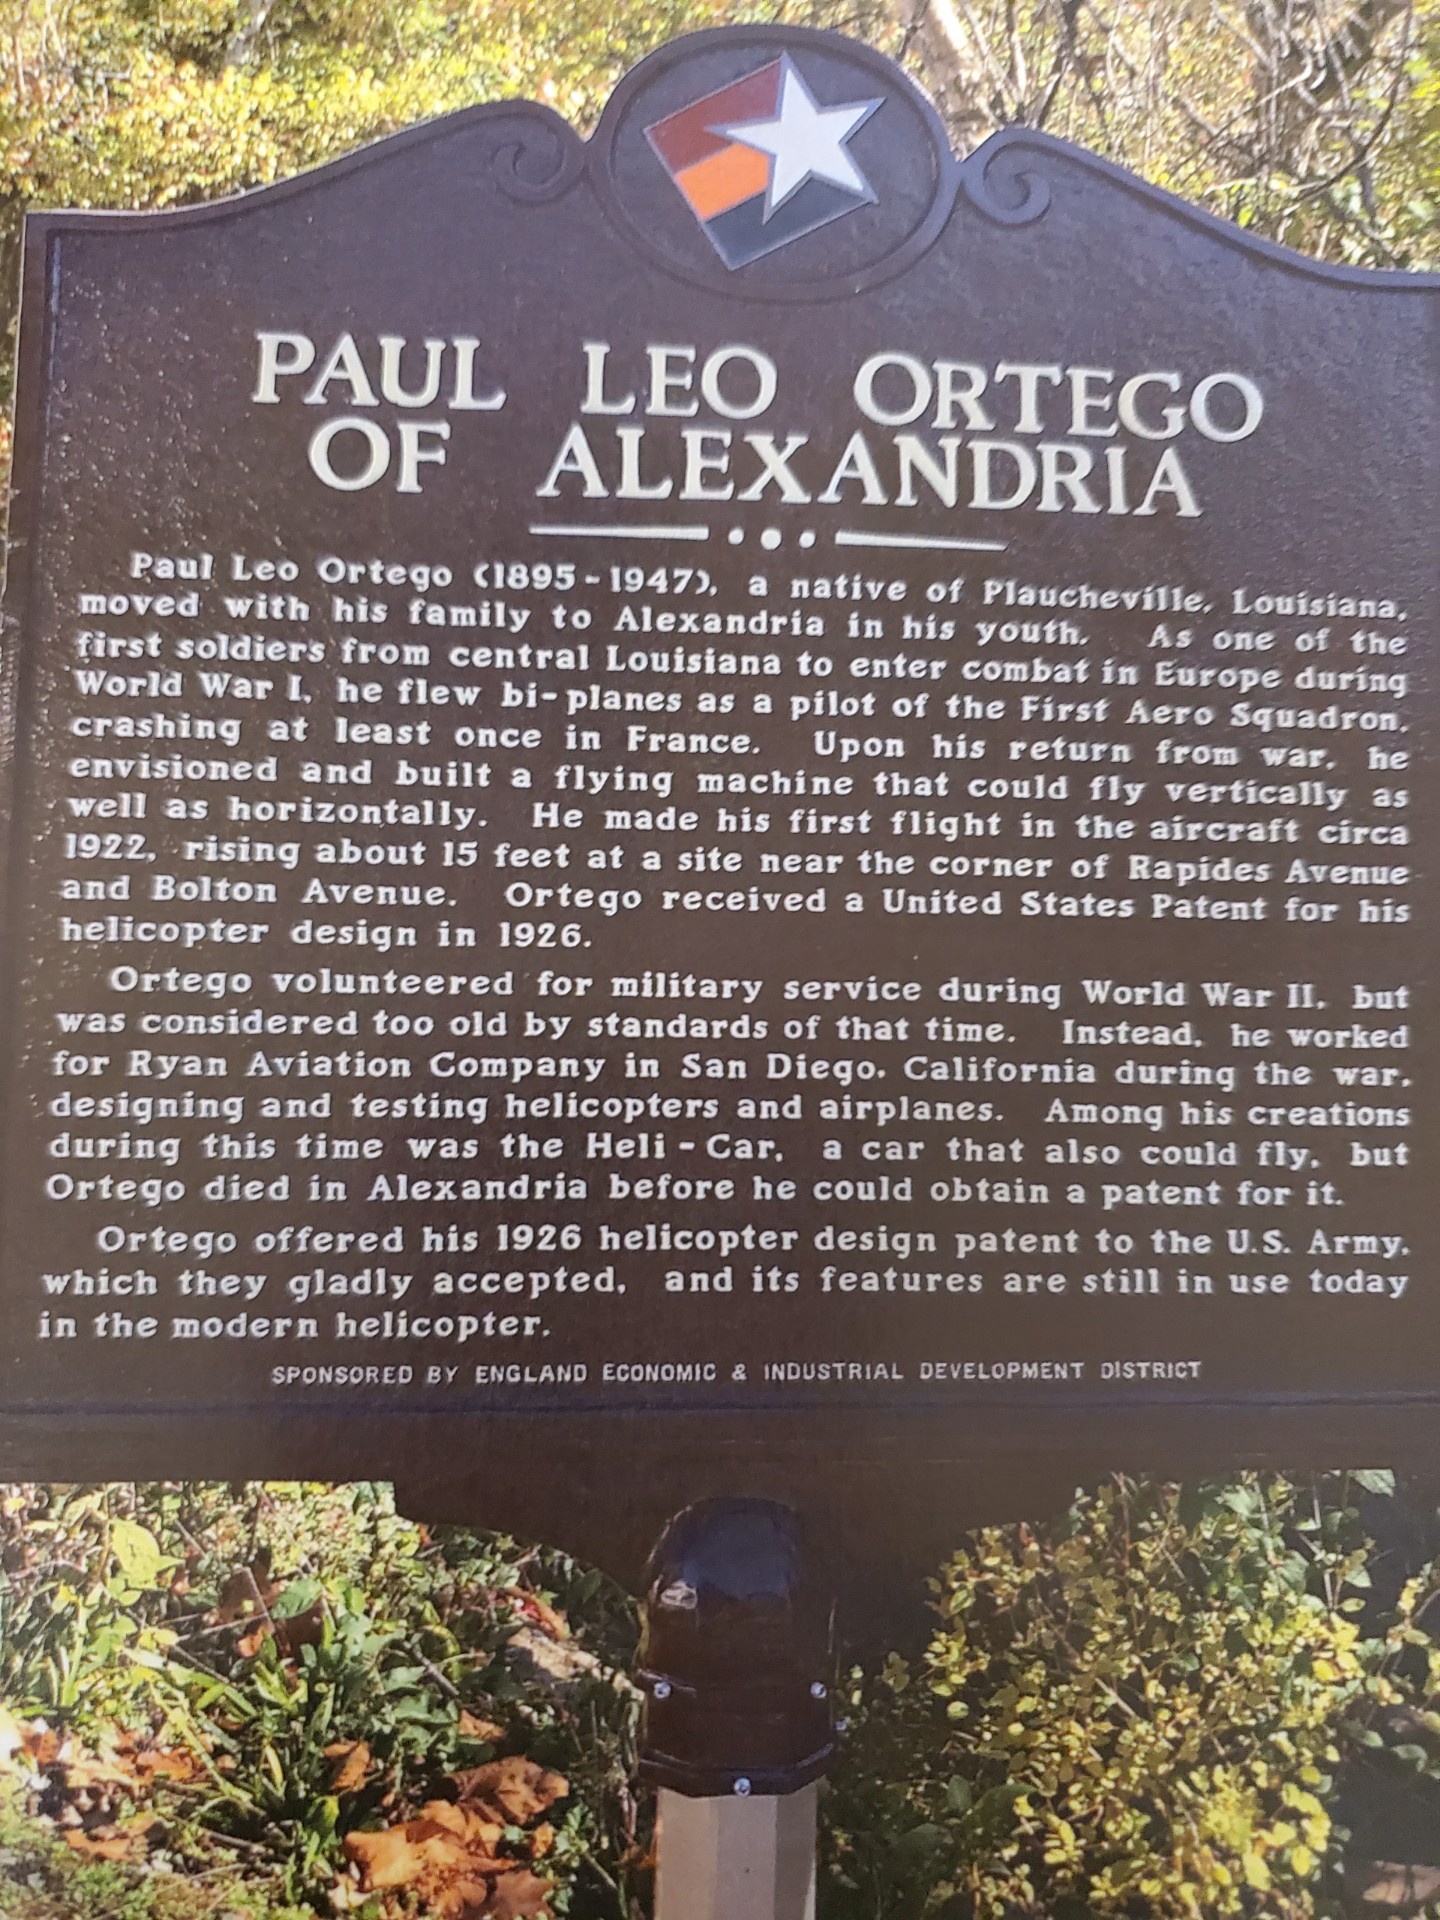 PAUL LEO ORTEGO
OF ALEXANDRIA
Paul Leo Ortego (1895-1947), a native of Plaucheville, Louisiana,
moved with his family to Alexandria in his youth. As one of the
first soldiers from central Louisiana to enter combat in Europe during
World War I, he flew bi-planes as a pilot of the First Aero Squadron,
crashing at least once in France. Upon his return from war, he
envisioned and built a flying machine that could fly vertically as
well as horizontally. He made his first flight in the aircraft circa
1922, rising about 15 feet at a site near the corner of Rapides Avenue
and Bolton Avenue. Ortego received a United States Patent for his
helicopter design in 1926.
Ortego volunteered for military service during World War II, but
was considered too old by standards of that time. Instead, he worked
for Ryan Aviation Company in San Diego, California during the war,
designing and testing helicopters and airplanes. Among his creations
during this time was the Heli-Car, a car that also could fly, but
Ortego died in Alexandria before he could obtain a patent for it.
Ortego offered his 1926 helicopter design patent to the U.S. Army,
which they gladly accepted, and its features are still in use today
in the modern helicopter.
SPONSORED BY ENGLAND ECONOMIC & INDUSTRIAL DEVELOPMENT DISTRICT